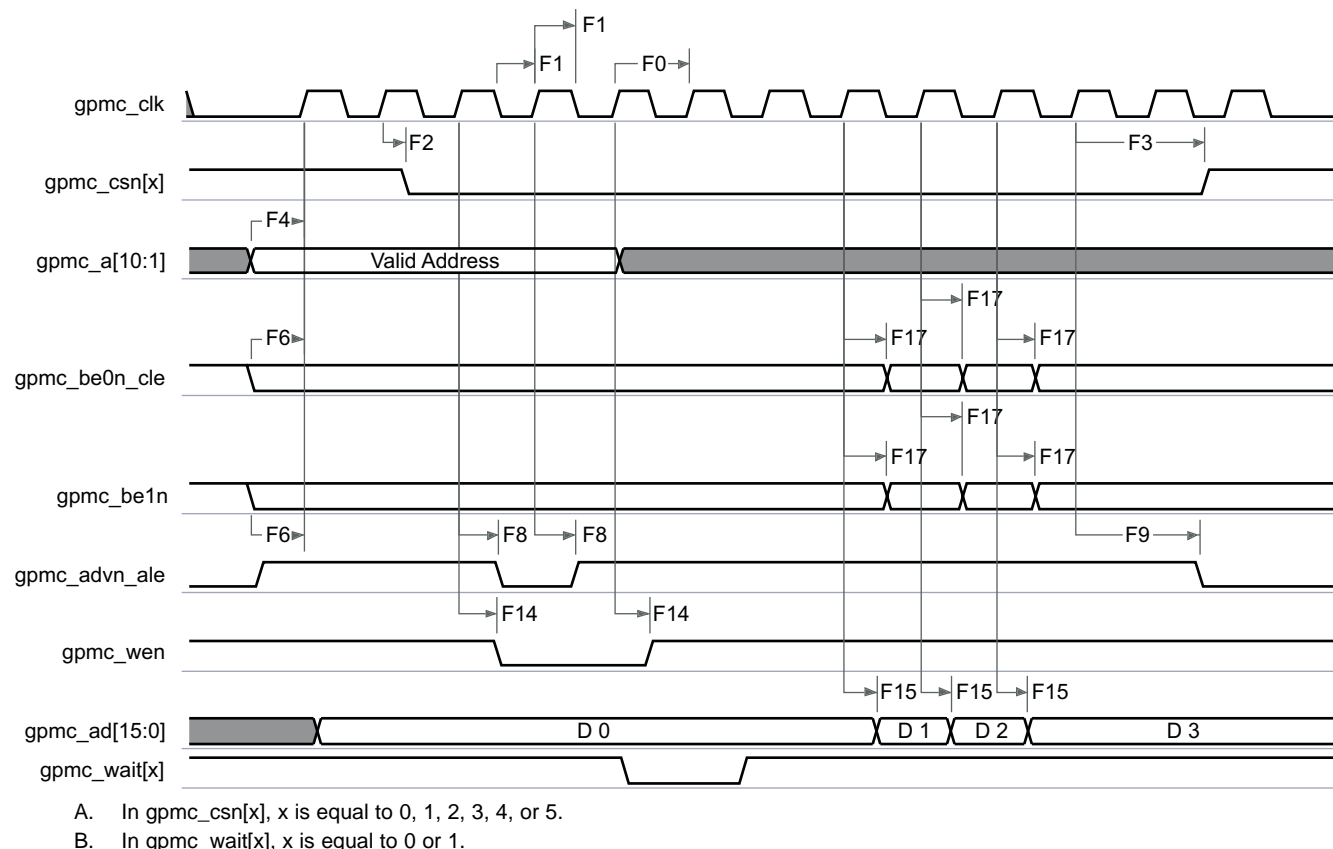 F1
F1
F0
gpmc_clk
F2
F3
gpmc_csn[x]
F4
gpmc_a[10:1]
Valid Address
F17
F6
F17
F17
gpmc_be0n_cle
F17
F17
F17
gpmc_be1n
F6
F8
F8
F9
gpmc_advn_ale
F14
F14
gpmc_wen
F15
F15
F15
gpmc_ad[15:0]
D 0
D 1
D 2
D 3
gpmc_wait[x]
A. In gpmc_csn[x], x is equal to 0, 1, 2, 3, 4, or 5.
B. In gpmc_wait[x], x is equal to 0 or 1.